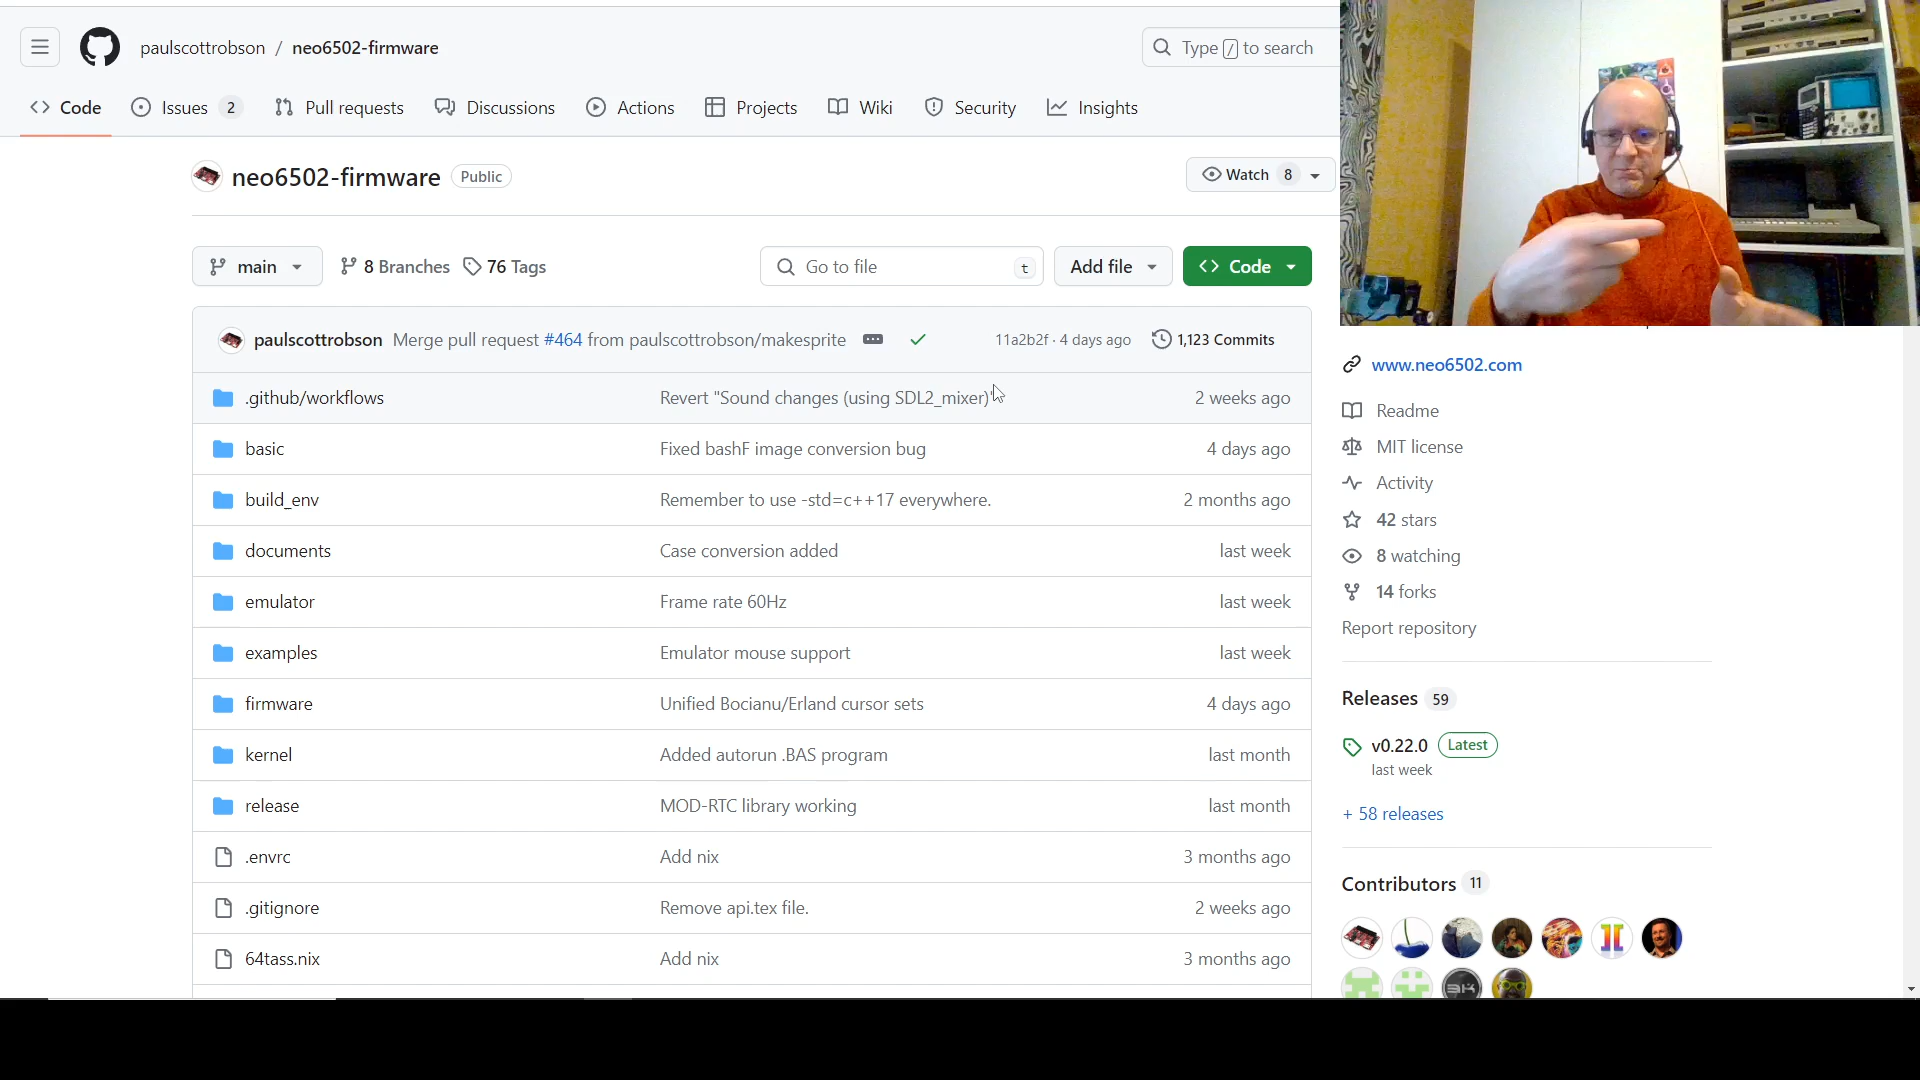 paulscottrobson / neo6502-firmware
Type / to search
Code
Issues 2
Pull requests
Discussions
Actions
Projects
Wiki
Security
Insights
neo6502-firmware Public
Watch 8
main
8 Branches
76 Tags
Go to file t
Add file
Code
paulscottrobson Merge pull request #464 from paulscottrobson/makesprite
11a2b2f · 4 days ago
1,123 Commits
.github/workflows Revert "Sound changes (using SDL2_mixer)" 2 weeks ago
basic Fixed bashF image conversion bug 4 days ago
build_env Remember to use -std=c++17 everywhere. 2 months ago
documents Case conversion added last week
emulator Frame rate 60Hz last week
examples Emulator mouse support last week
firmware Unified Bocianu/Erland cursor sets 4 days ago
kernel Added autorun .BAS program last month
release MOD-RTC library working last month
.envrc Add nix 3 months ago
.gitignore Remove api.tex file. 2 weeks ago
64tass.nix Add nix 3 months ago
www.neo6502.com
Readme
MIT license
Activity
42 stars
8 watching
14 forks
Report repository
Releases 59
v0.22.0 Latest
last week
+ 58 releases
Contributors 11